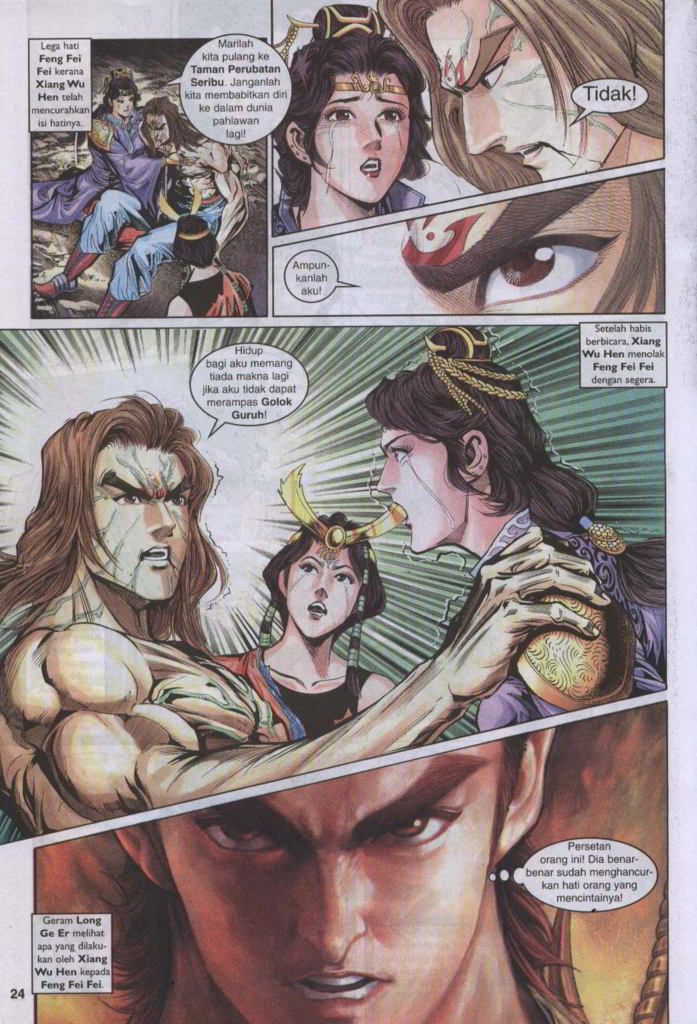 Lega hati
Feng Fei
Fei kerana
Xiang Wu
Hen telah
mencurahkan
isi hatinya.
Marilah
kita pulang ke
Taman Perubatan
Seribu. Janganlah
kita membabitkan diri
ke dalam dunia
pahlawan
lagi!
Tidak!
Ampun-
kanlah
aku!
Setelah habis
berbicara, Xiang
Wu Hen menolak
Feng Fei Fei
dengan segera.
Hidup
bagi aku memang
tiada makna lagi
jika aku tidak dapat
merampas Golok
Guruh!
Persetan
orang ini! Dia benar-
benar sudah menghancur-
kan hati orang yang
mencintainya!
Geram Long
Ge Er melihat
apa yang dilaku-
kan oleh Xiang
Wu Hen kepada
Feng Fei Fei.
24